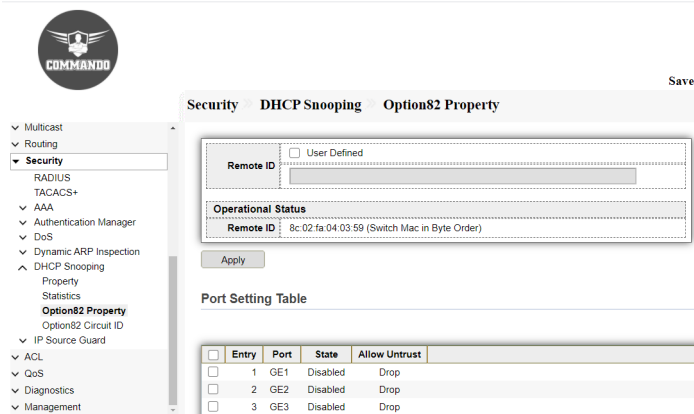 COMMANDO
Save
Security DHCP Snooping Option82 Property
Multicast
Routing
Security
RADIUS
TACACS+
AAA
Authentication Manager
DoS
Dynamic ARP Inspection
DHCP Snooping
Property
Statistics
Option82 Property
Option82 Circuit ID
IP Source Guard
ACL
QoS
Diagnostics
Management
Remote ID
User Defined
Operational Status
Remote ID 8c:02:fa:04:03:59 (Switch Mac in Byte Order)
Apply
Port Setting Table
Entry Port State Allow Untrust
1 GE1 Disabled Drop
2 GE2 Disabled Drop
3 GE3 Disabled Drop